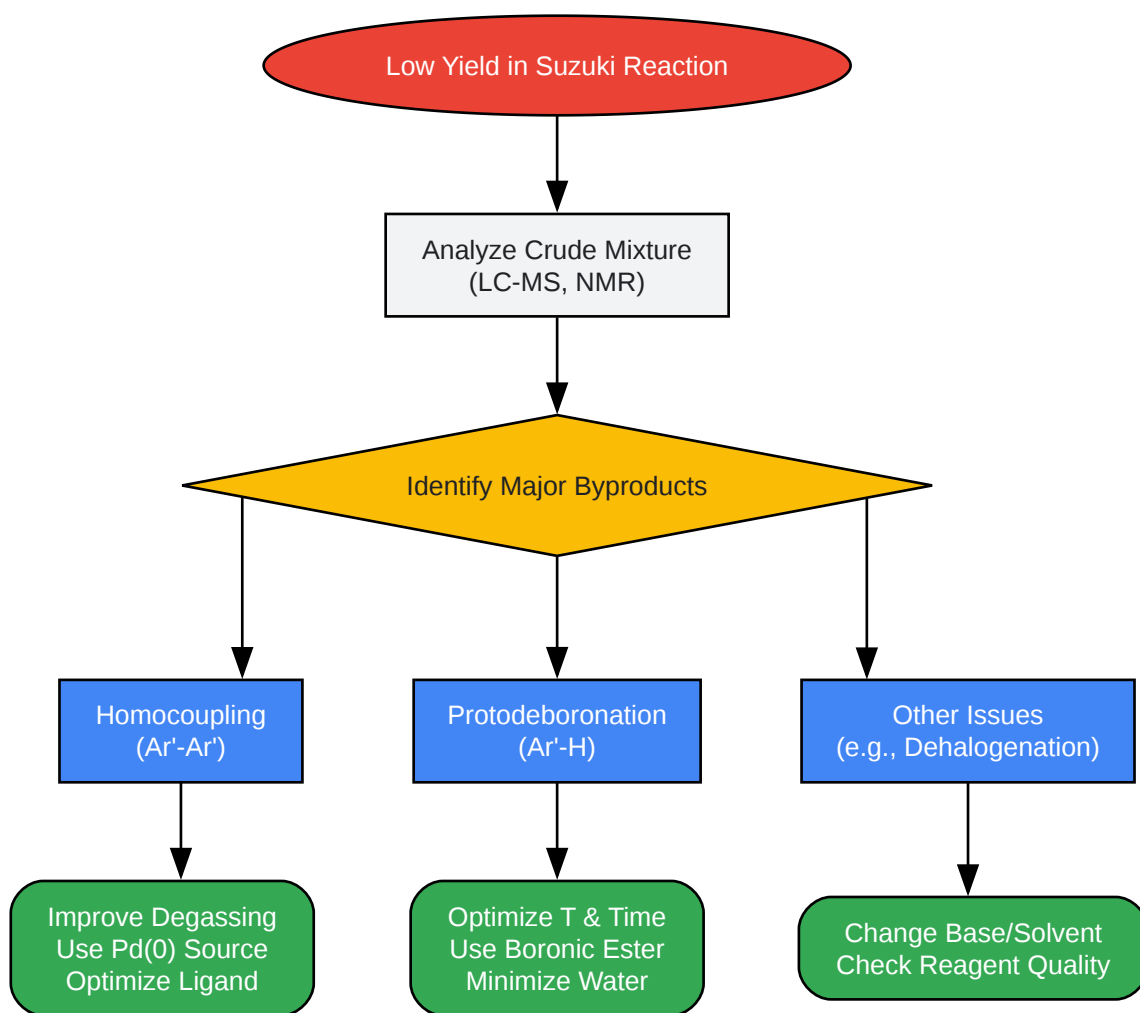 Low Yield in Suzuki Reaction
Analyze Crude Mixture
(LC-MS, NMR)
Identify Major Byproducts
Homocoupling
(Ar'-Ar')
Protodeboronation
(Ar'-H)
Other Issues
(e.g., Dehalogenation)
Improve Degassing
Use Pd(0) Source
Optimize Ligand
Optimize T & Time
Use Boronic Ester
Minimize Water
Change Base/Solvent
Check Reagent Quality